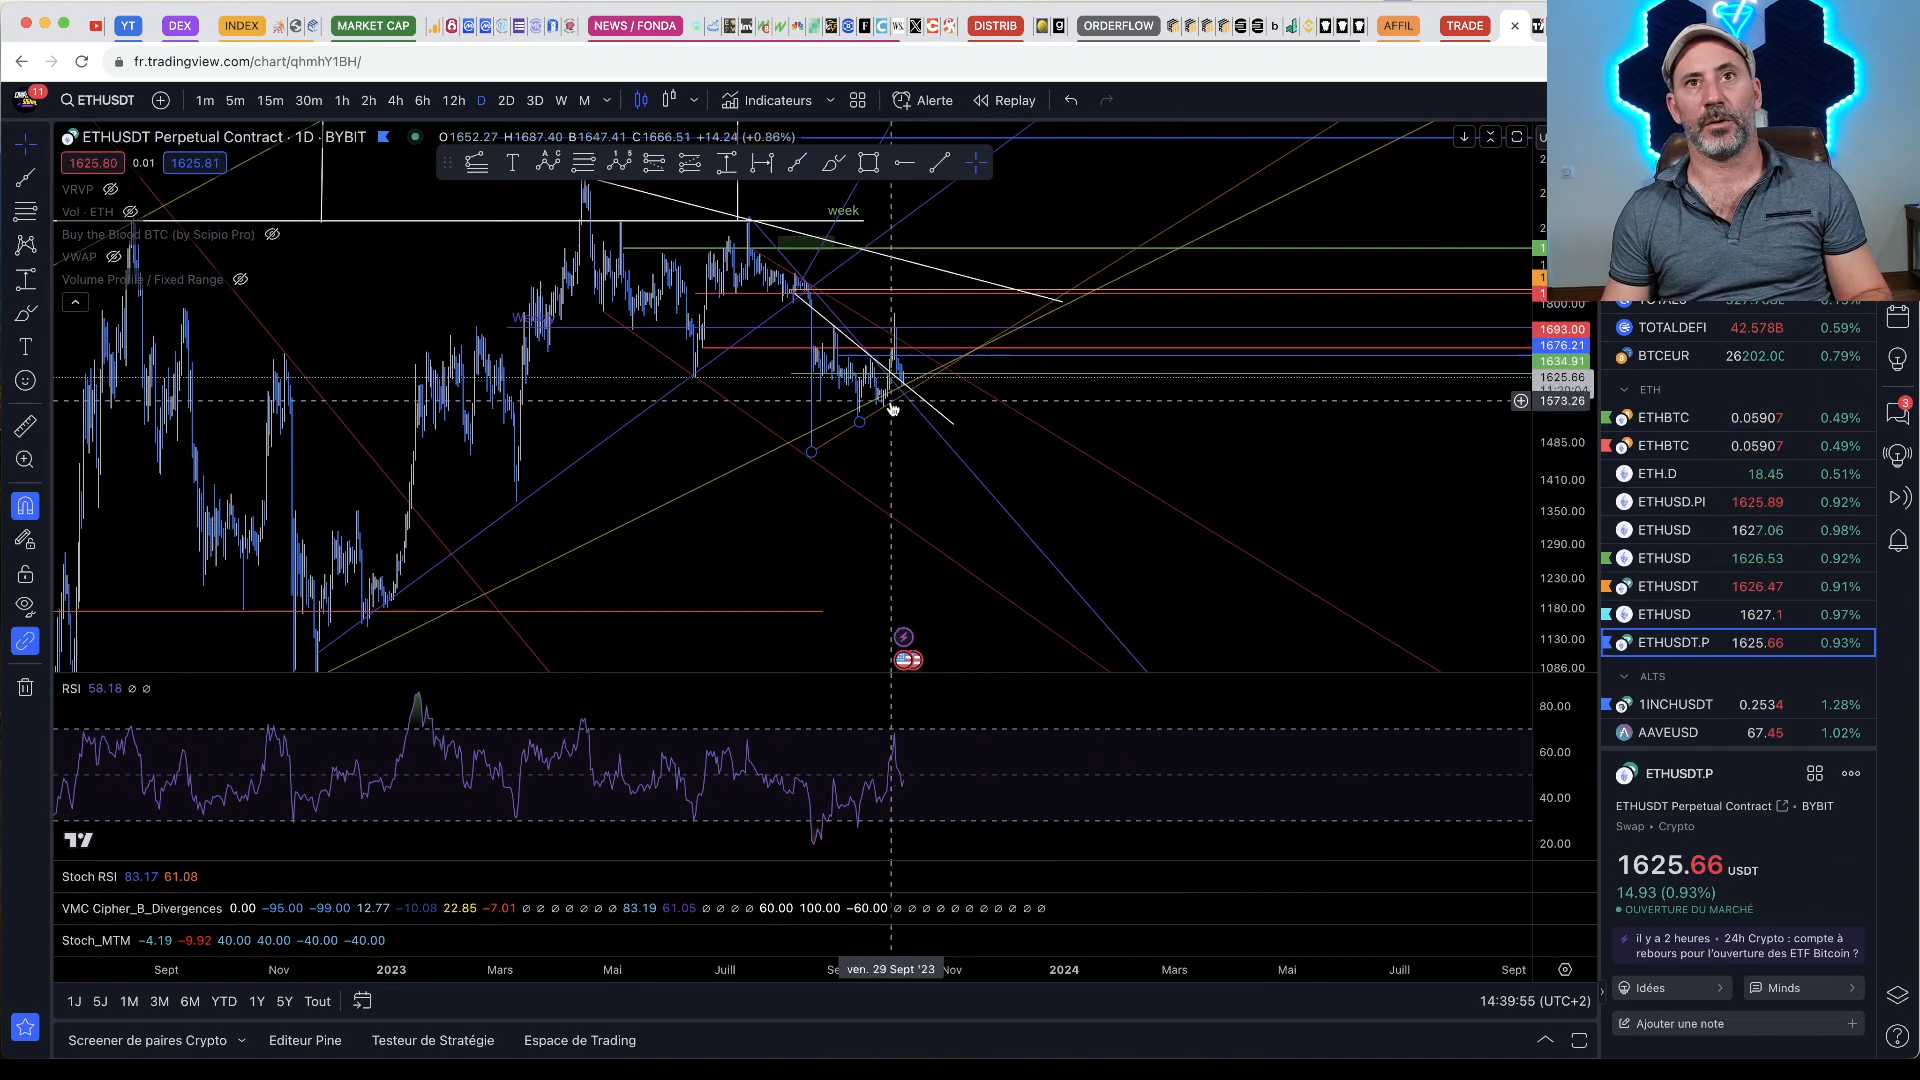 YT DEX INDEX MARKET CAP NEWS / FONDA DISTRIB ORDERFLOW AFFIL TRADE
fr.tradingview.com/chart/qhmhY1BH/
11 ETHUSDT 1m 5m 15m 30m 1h 2h 4h 6h 12h D 2D 3D W M Indicateurs Alerte Replay
ETHUSDT Perpetual Contract · 1D · BYBIT O1652.27 H1687.40 B1647.41 C1666.51 +14.24 (+0.86%)
1625.80 0.01 1625.81
VRVP
Vol · ETH
week
Buy the Blood BTC (by Scipio Pro)
VWAP
Volume Profile / Fixed Range
1800.00
1693.00
1676.21
1634.91
1625.66
1573.26
1485.00
1410.00
1350.00
1290.00
1230.00
1180.00
1130.00
1086.00
RSI 58.18 ∅ ∅
80.00
60.00
40.00
20.00
Stoch RSI 83.17 61.08
VMC Cipher_B_Divergences 0.00 −95.00 −99.00 12.77 −10.08 22.85 −7.01 ∅ ∅ ∅ ∅ ∅ ∅ ∅ 83.19 61.05 ∅ ∅ ∅ ∅ 60.00 100.00 −60.00 ∅ ∅ ∅ ∅ ∅ ∅ ∅ ∅ ∅ ∅ ∅
Stoch_MTM −4.19 −9.92 40.00 40.00 −40.00 −40.00
Sept Nov 2023 Mars Mai Juill ven. 29 Sept '23 Nov 2024 Mars Mai Juill Sept
1J 5J 1M 3M 6M YTD 1Y 5Y Tout 14:39:55 (UTC+2)
Screener de paires Crypto Editeur Pine Testeur de Stratégie Espace de Trading
TOTALDEFI 42.578B 0.59%
BTCEUR 26202.00 0.79%
ETH
ETHBTC 0.05907 0.49%
ETHBTC 0.05907 0.49%
ETH.D 18.45 0.51%
ETHUSD.PI 1625.89 0.92%
ETHUSD 1627.06 0.98%
ETHUSD 1626.53 0.92%
ETHUSDT 1626.47 0.91%
ETHUSD 1627.1 0.97%
ETHUSDT.P 1625.66 0.93%
ALTS
1INCHUSDT 0.2534 1.28%
AAVEUSD 67.45 1.02%
ETHUSDT.P
ETHUSDT Perpetual Contract • BYBIT
Swap • Crypto
1625.66 USDT
14.93 (0.93%)
OUVERTURE DU MARCHÉ
il y a 2 heures • 24h Crypto : compte à
rebours pour l'ouverture des ETF Bitcoin ?
Idées Minds
Ajouter une note
3